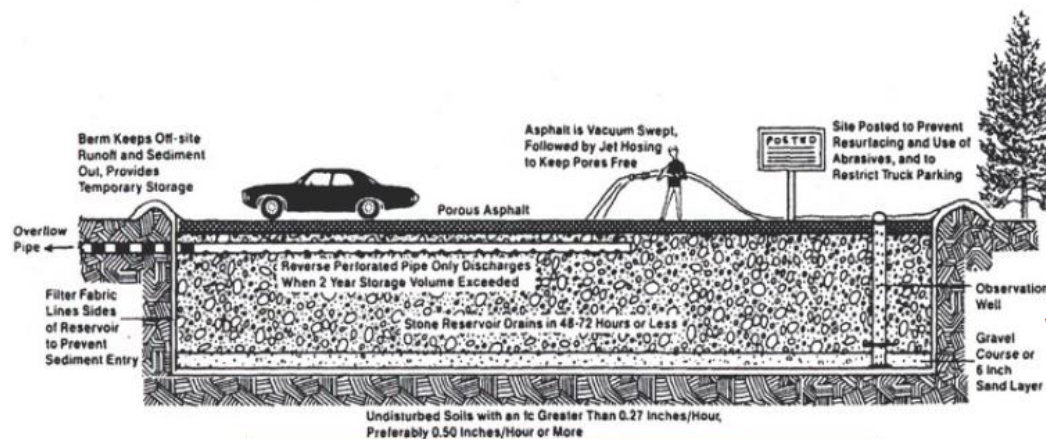 Berm Keeps Off-site
Runoff and Sediment
Out, Provides
Temporary Storage
Asphalt is Vacuum Swept,
Followed by Jet Hosing
to Keep Pores Free
POSTED
Site Posted to Prevent
Resurfacing and Use of
Abrasives, and to
Restrict Truck Parking
Porous Asphalt
Overflow
Pipe
Reverse Perforated Pipe Only Discharges
When 2 Year Storage Volume Exceeded
Filter Fabric
Lines Sides
of Reservoir
to Prevent
Sediment Entry
Stone Reservoir Drains in 48-72 Hours or Less
Observation
Well
Gravel
Course or
6 Inch
Sand Layer
Undisturbed Soils with an fc Greater Than 0.27 Inches/Hour,
Preferably 0.50 Inches/Hour or More